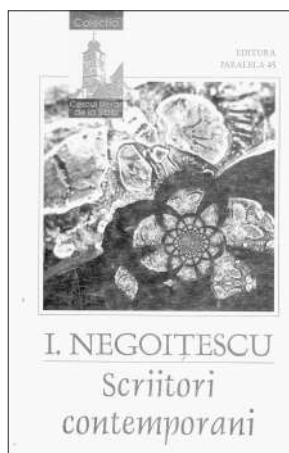 Colecția
Cercul literar
de la Sibiu
EDITURA
PARALELA 45
I. NEGOIȚESCU
Scriitori
contemporani